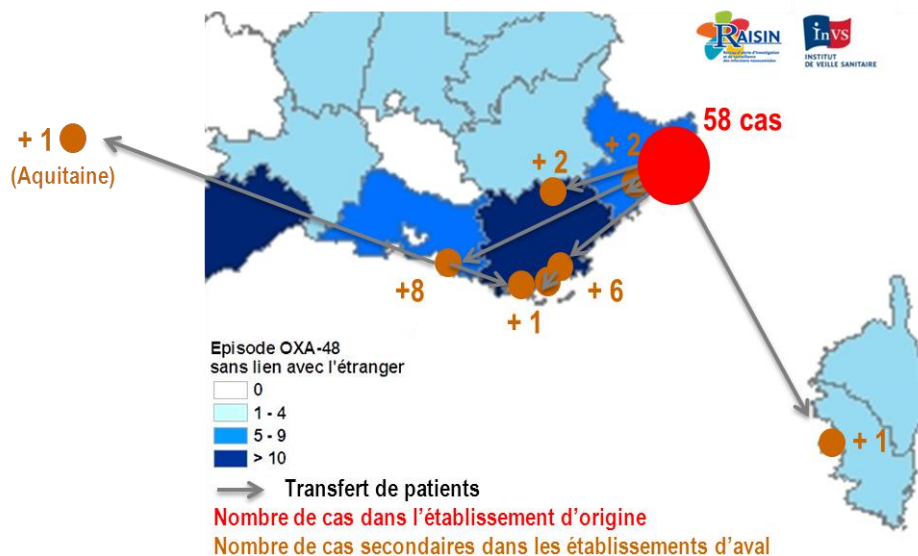 RAISIN
InVS
INSTITUT
DE VEILLE SANITAIRE
58 cas
+ 1
(Aquitaine)
+ 2
+ 2
+8
+ 6
+ 1
Episode OXA-48
sans lien avec l'étranger
0
1 - 4
5 - 9
> 10
+ 1
Transfert de patients
Nombre de cas dans l'établissement d'origine
Nombre de cas secondaires dans les établissements d'aval